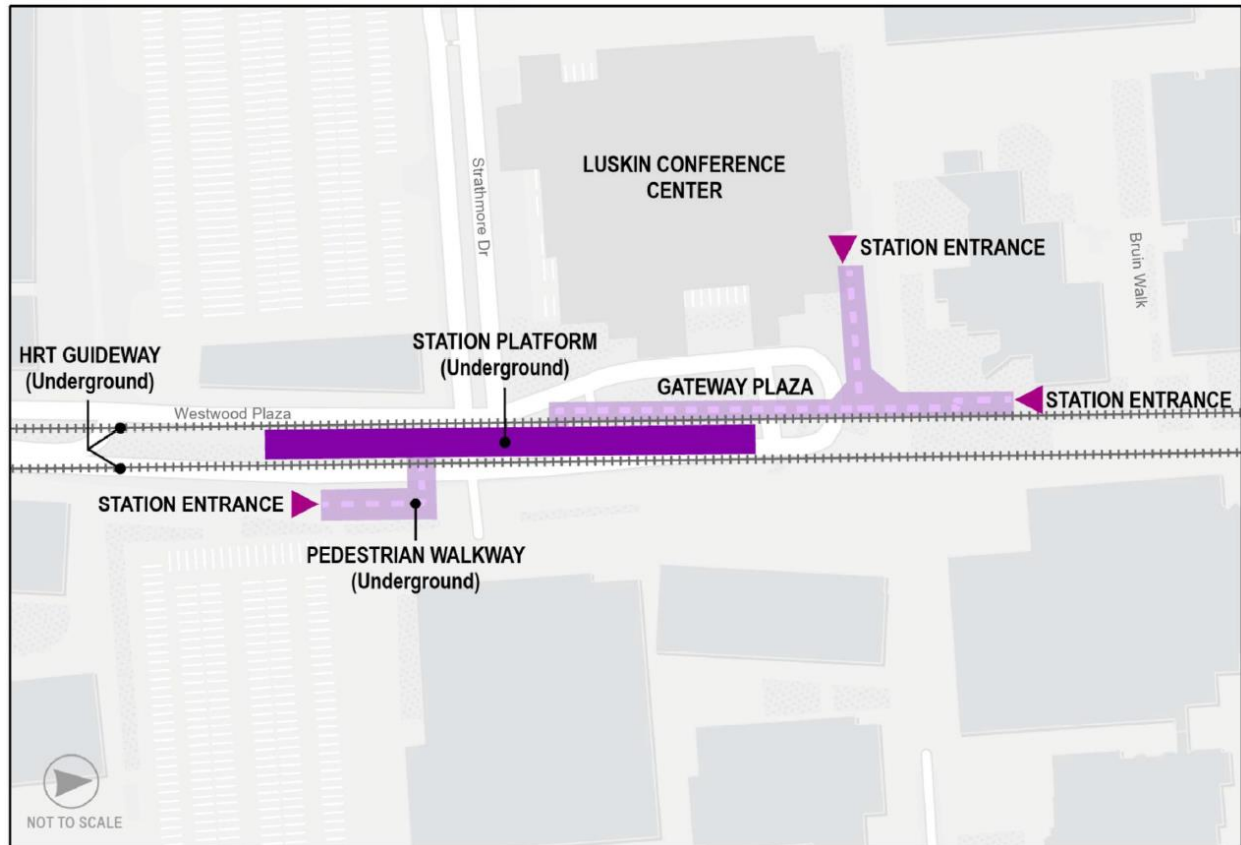 Strathmore Dr
LUSKIN CONFERENCE
CENTER
STATION ENTRANCE
Bruin Walk
HRT GUIDEWAY
(Underground)
STATION PLATFORM
(Underground)
GATEWAY PLAZA
STATION ENTRANCE
Westwood Plaza
STATION ENTRANCE
PEDESTRIAN WALKWAY
(Underground)
NOT TO SCALE